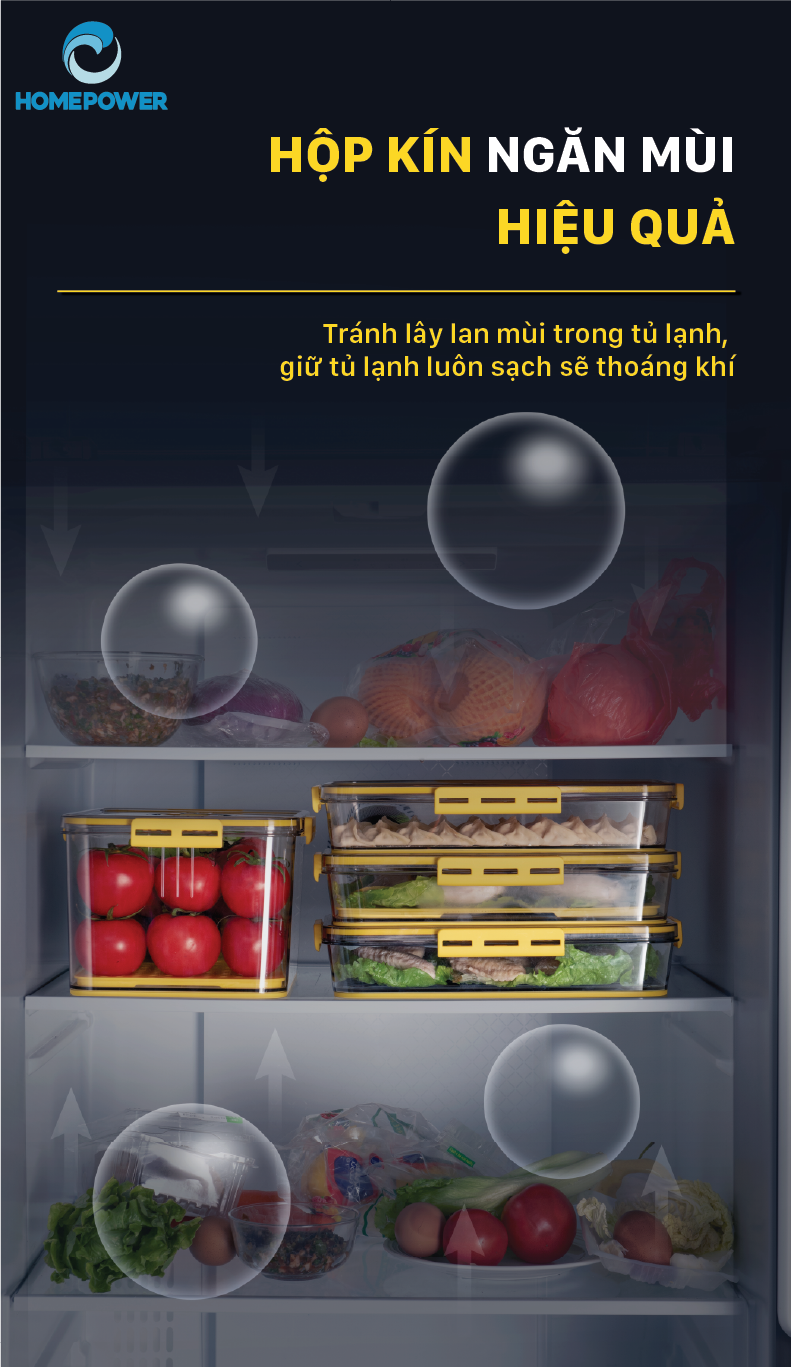 HOMEPOWER
HỘP KÍN NGĂN MÙI
HIỆU QUẢ
Tránh lây lan mùi trong tủ lạnh,
giữ tủ lạnh luôn sạch sẽ thoáng khí